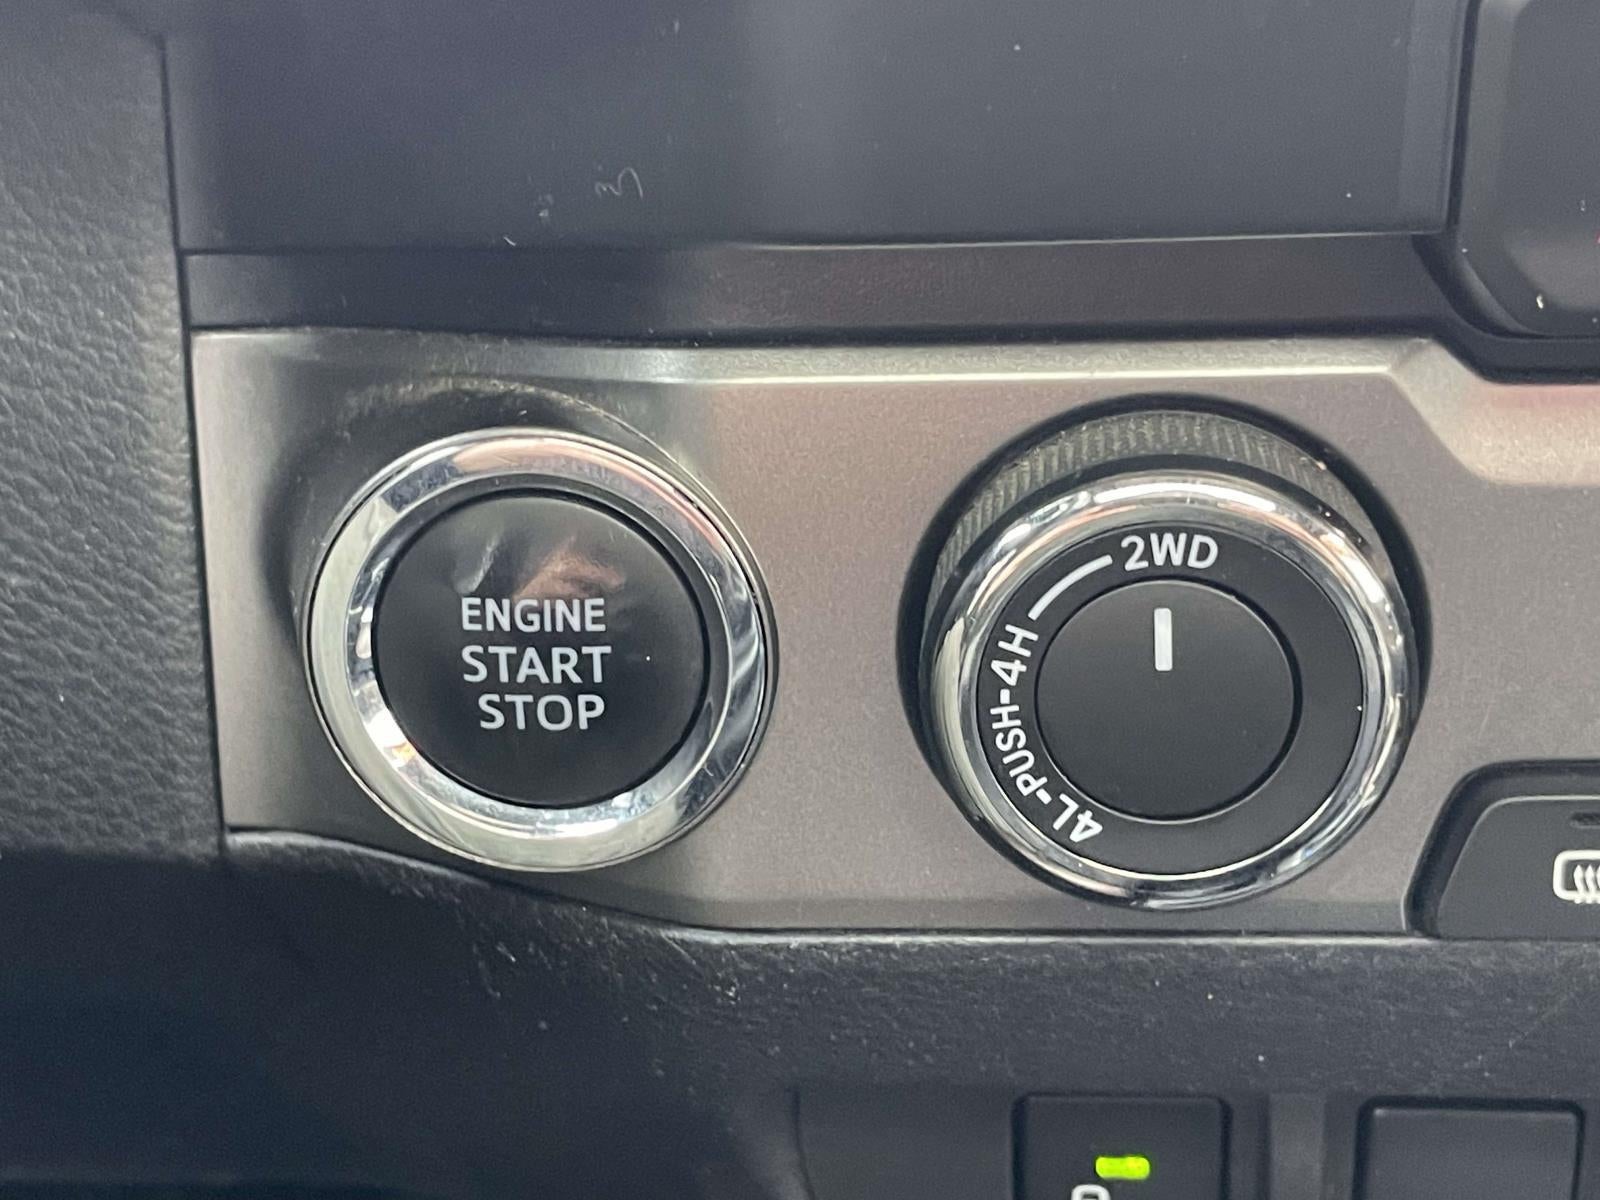 ENGINE
START
STOP
2WD
4L-PUSH-4H